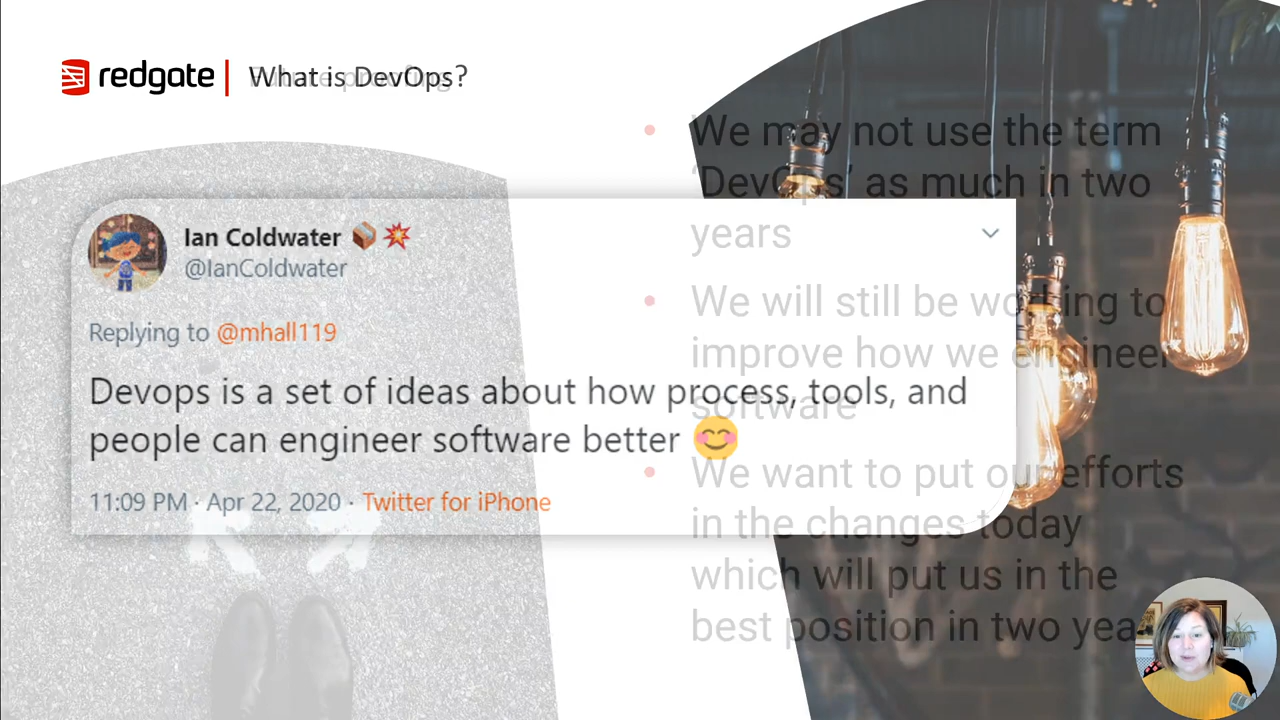 redgate
What is DevOps?
Ian Coldwater
@IanColdwater
Replying to @mhall119
Devops is a set of ideas about how process, tools, and
people can engineer software better 😊
11:09 PM · Apr 22, 2020 · Twitter for iPhone
We may not use the term
'DevOps' as much in two
years
We will still be working to
improve how we engineer
software
We want to put our efforts
in the changes today
which will put us in the
best position in two